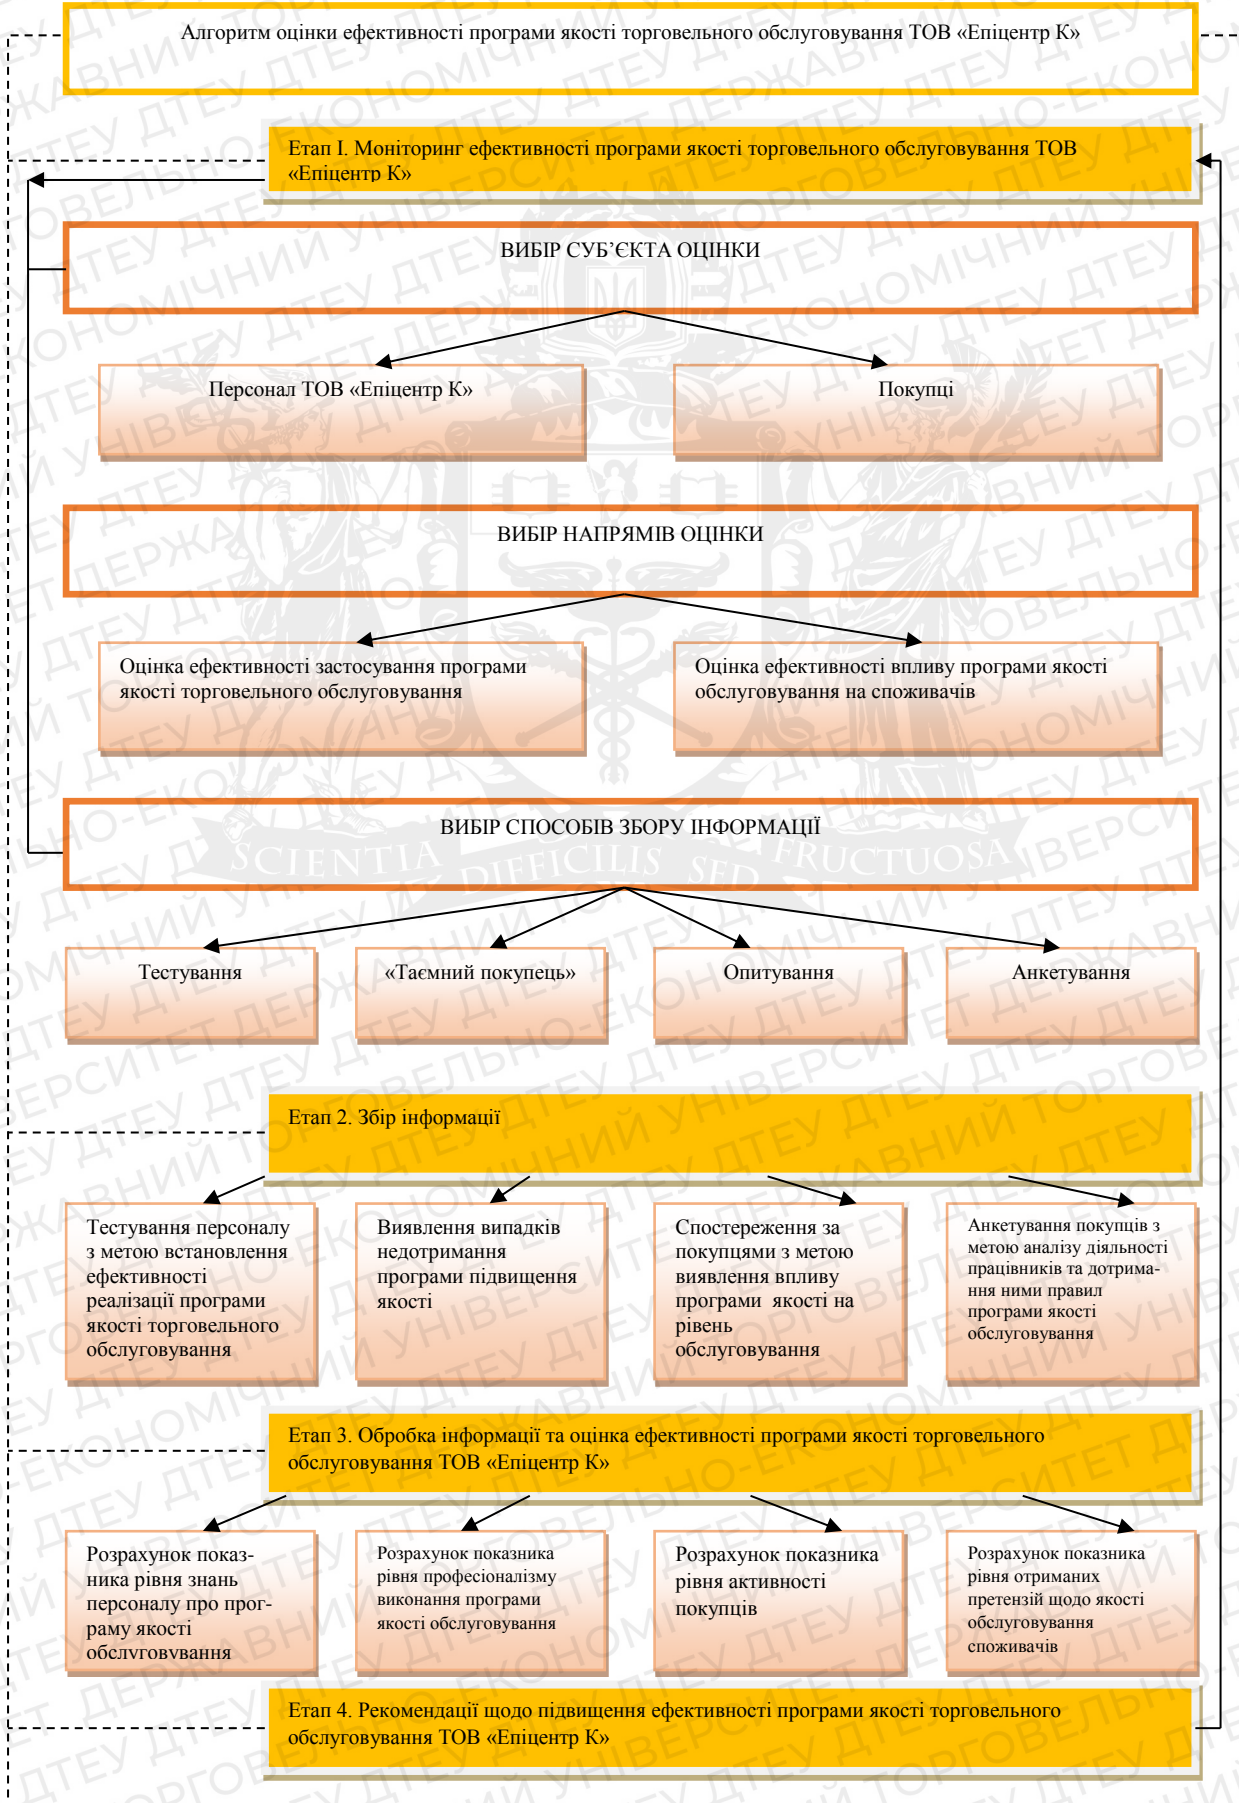 Алгоритм оцінки ефективності програми якості торговельного обслуговування ТОВ «Епіцентр К»
Етап I. Моніторинг ефективності програми якості торговельного обслуговування ТОВ
«Епіцентр К»
ВИБІР СУБ’ЄКТА ОЦІНКИ
Персонал ТОВ «Епіцентр К»
Покупці
ВИБІР НАПРЯМІВ ОЦІНКИ
Оцінка ефективності застосування програми
якості торговельного обслуговування
Оцінка ефективності впливу програми якості
обслуговування на споживачів
ВИБІР СПОСОБІВ ЗБОРУ ІНФОРМАЦІЇ
SCIENTIA DIFFICILIS SED FRUCTUOSA
Тестування
«Таємний покупець»
Опитування
Анкетування
Етап 2. Збір інформації
Тестування персоналу
з метою встановлення
ефективності
реалізації програми
якості торговельного
обслуговування
Виявлення випадків
недотримання
програми підвищення
якості
Спостереження за
покупцями з метою
виявлення впливу
програми якості на
рівень
обслуговування
Анкетування покупців з
метою аналізу діяльності
працівників та дотрима-
ння ними правил
програми якості
обслуговування
Етап 3. Обробка інформації та оцінка ефективності програми якості торговельного
обслуговування ТОВ «Епіцентр К»
Розрахунок показ-
ника рівня знань
персоналу про прог-
раму якості
обслуговування
Розрахунок показника
рівня професіоналізму
виконання програми
якості обслуговування
Розрахунок показника
рівня активності
покупців
Розрахунок показника
рівня отриманих
претензій щодо якості
обслуговування
споживачів
Етап 4. Рекомендації щодо підвищення ефективності програми якості торговельного
обслуговування ТОВ «Епіцентр К»